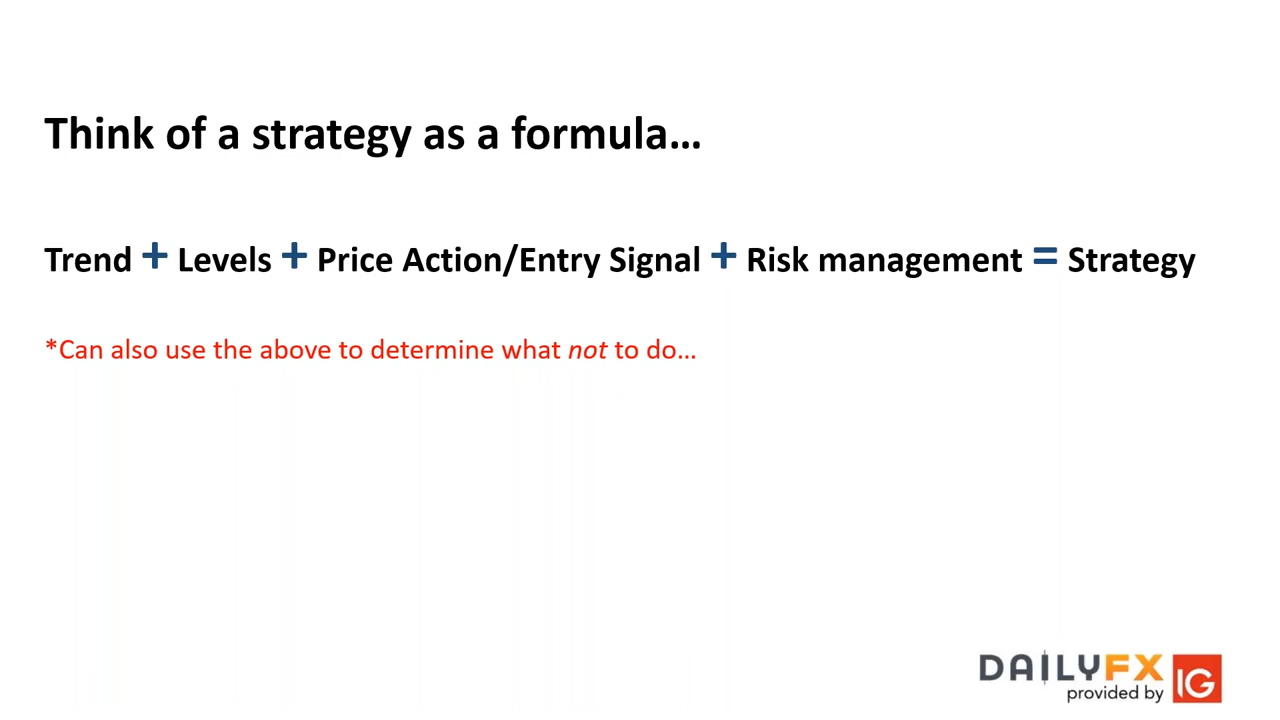 Think of a strategy as a formula…
Trend + Levels + Price Action/Entry Signal + Risk management = Strategy
*Can also use the above to determine what not to do…
DAILYFX
provided by IG